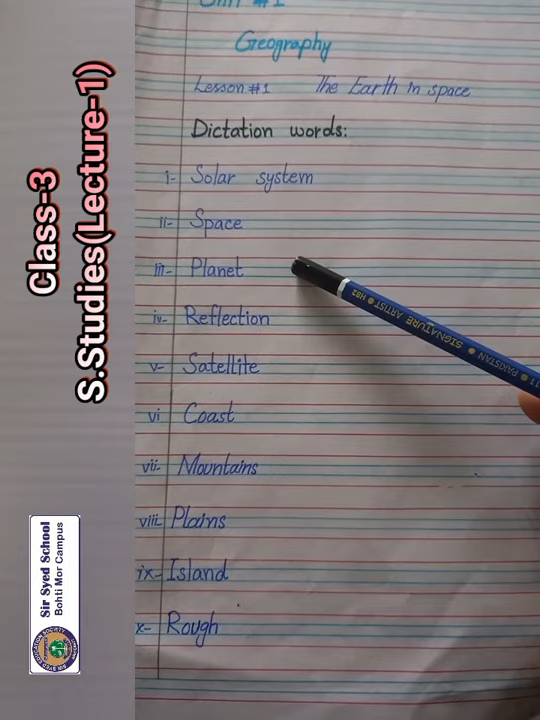 Unit #1
Geography
Lesson #1 The Earth in space
Dictation words:
i- Solar system
ii- Space
iii- Planet
iv- Reflection
v- Satellite
vi Coast
vii- Mountains
viii- Plains
ix- Island
x- Rough
Class-3
S.Studies(Lecture-1)
Sir Syed School
Bohti Mor Campus
SIGNATURE ARTIST HB2
PAKISTAN